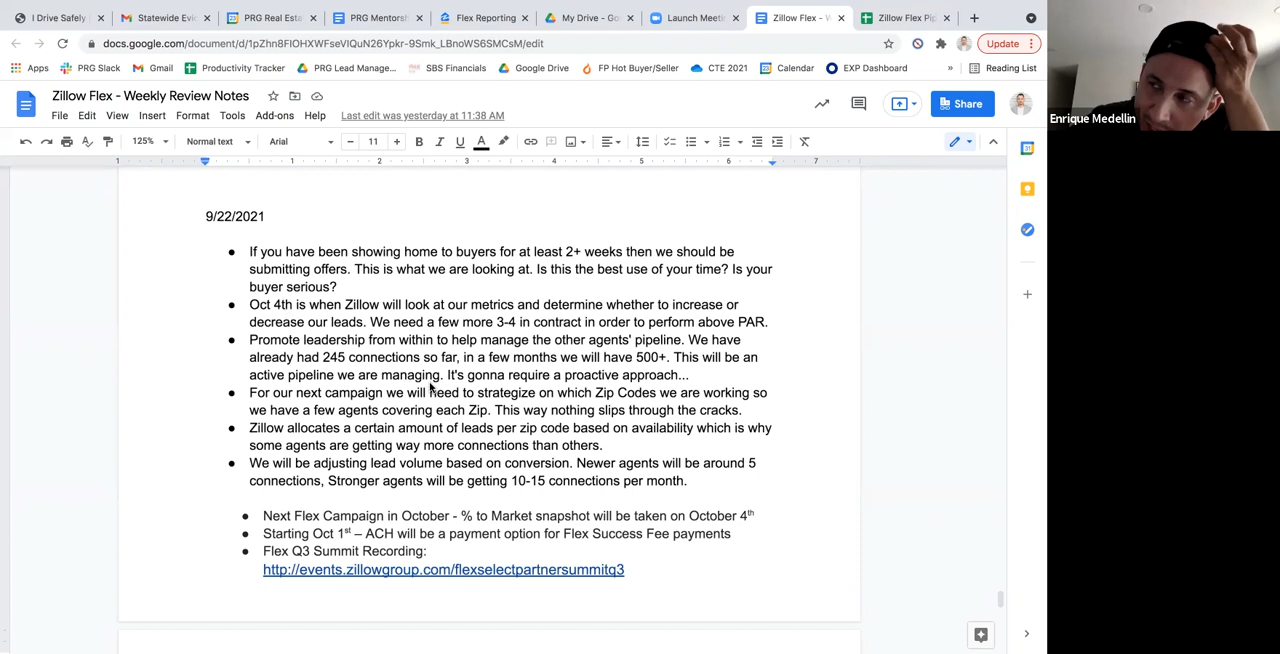 I Drive Safely
Statewide Evi
PRG Real Esta
PRG Mentors
Flex Reporting
My Drive - Go
Launch Meeti
Zillow Flex - W
Zillow Flex Pip
docs.google.com/document/d/1pZhn8FIOHXWFseVIQuN26Ypkr-9Smk_LBnoWS6SMCsM/edit
Update
Apps
PRG Slack
Gmail
Productivity Tracker
PRG Lead Manage...
SBS Financials
Google Drive
FP Hot Buyer/Seller
CTE 2021
Calendar
EXP Dashboard
»
Reading List
Zillow Flex - Weekly Review Notes
File Edit View Insert Format Tools Add-ons Help
Last edit was yesterday at 11:38 AM
Share
Enrique Medellin
125%
Normal text
Arial
11
1 1 2 3 4 5 6 7
9/22/2021
● If you have been showing home to buyers for at least 2+ weeks then we should be
submitting offers. This is what we are looking at. Is this the best use of your time? Is your
buyer serious?
● Oct 4th is when Zillow will look at our metrics and determine whether to increase or
decrease our leads. We need a few more 3-4 in contract in order to perform above PAR.
● Promote leadership from within to help manage the other agents' pipeline. We have
already had 245 connections so far, in a few months we will have 500+. This will be an
active pipeline we are managing. It's gonna require a proactive approach...
● For our next campaign we will need to strategize on which Zip Codes we are working so
we have a few agents covering each Zip. This way nothing slips through the cracks.
● Zillow allocates a certain amount of leads per zip code based on availability which is why
some agents are getting way more connections than others.
● We will be adjusting lead volume based on conversion. Newer agents will be around 5
connections, Stronger agents will be getting 10-15 connections per month.
● Next Flex Campaign in October - % to Market snapshot will be taken on October 4th
● Starting Oct 1st – ACH will be a payment option for Flex Success Fee payments
● Flex Q3 Summit Recording:
http://events.zillowgroup.com/flexselectpartnersummitq3